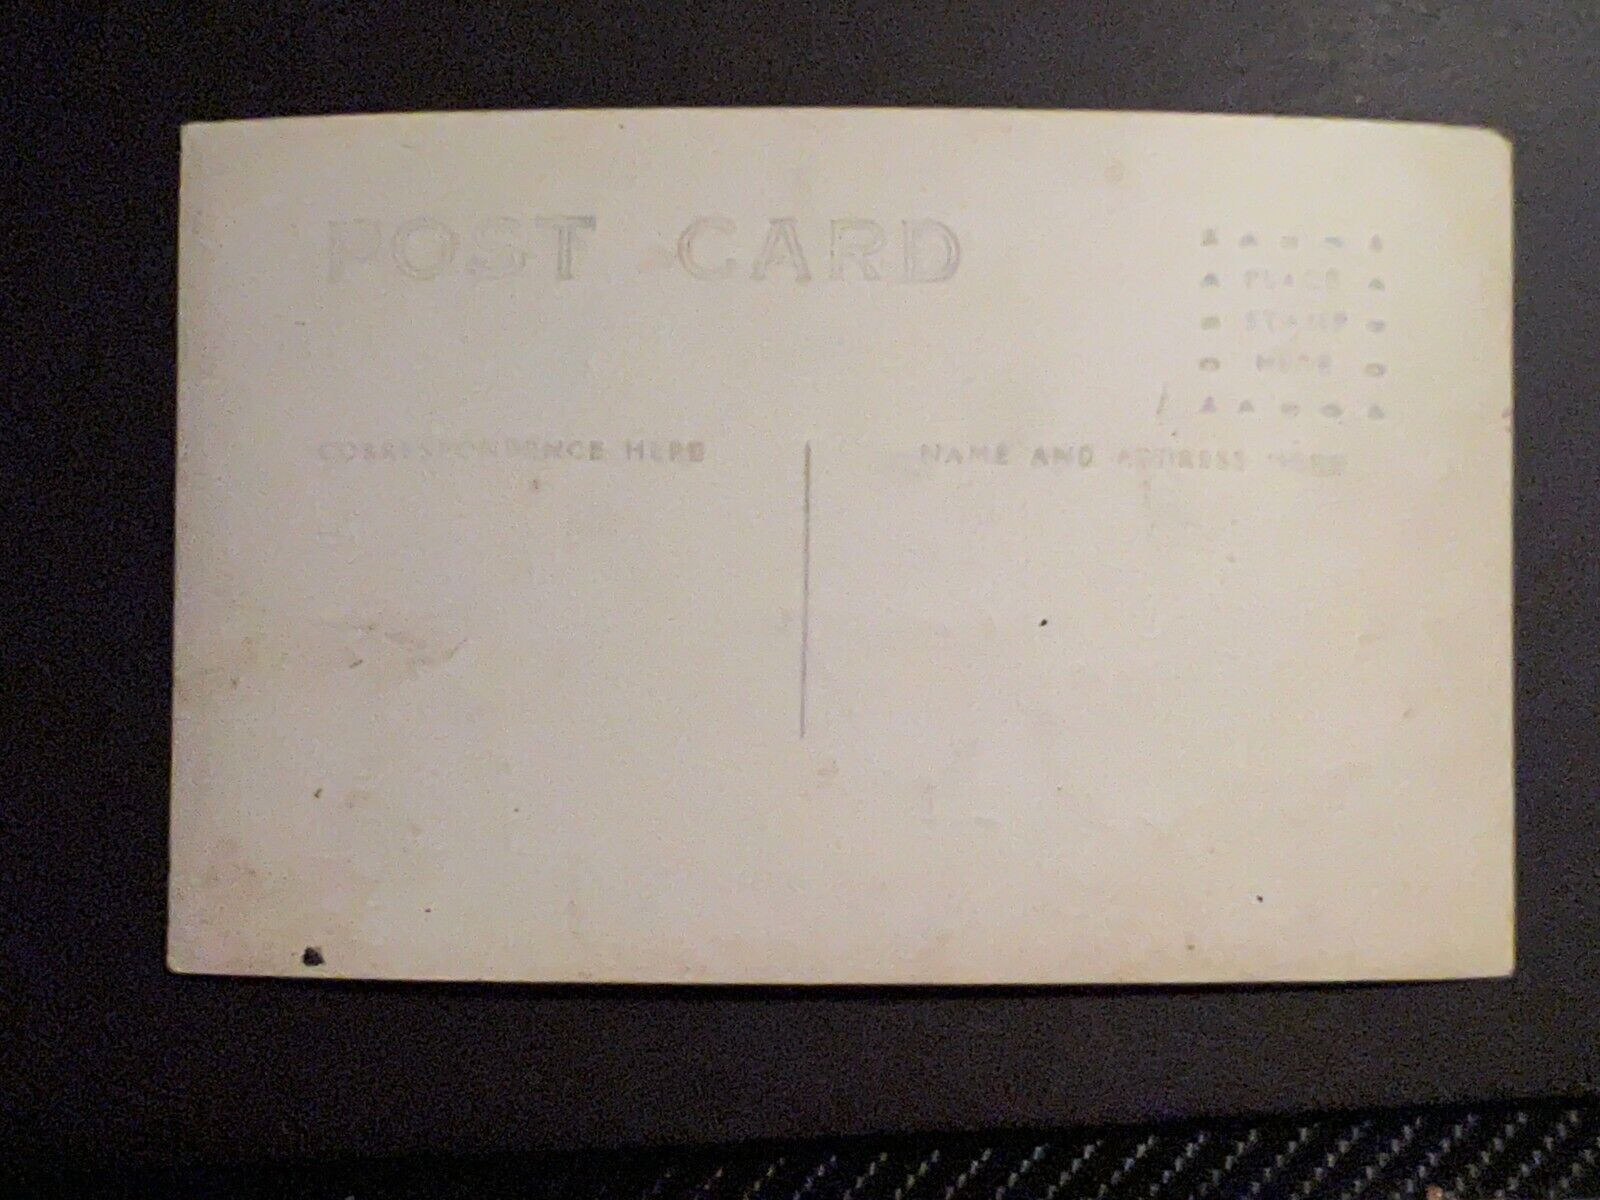 POST CARD
PLACE
STAMP
HERE
CORRESPONDENCE HERE
NAME AND ADDRESS HERE